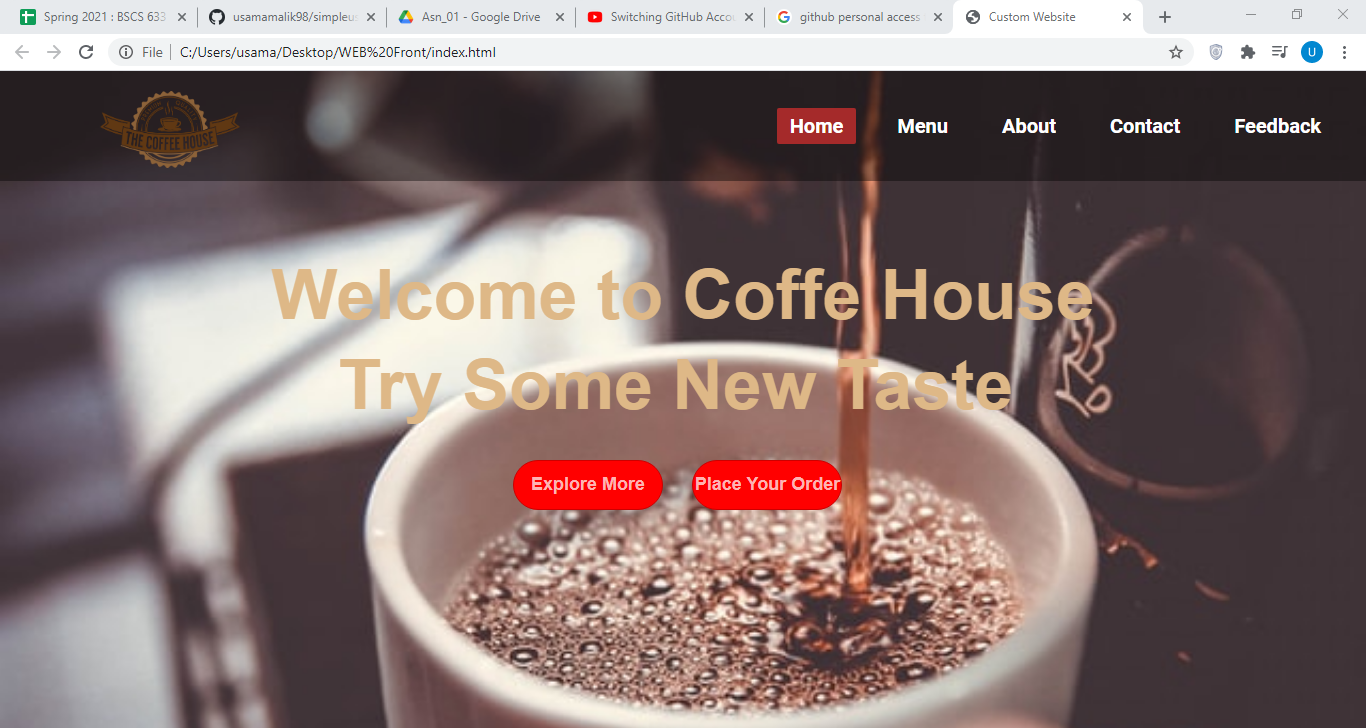 Spring 2021 : BSCS 633
usamamalik98/simpleu
Asn_01 - Google Drive
Switching GitHub Accou
github personal access
Custom Website
File
C:/Users/usama/Desktop/WEB%20Front/index.html
U
THE COFFEE HOUSE
Home
Menu
About
Contact
Feedback
Welcome to Coffe House
Try Some New Taste
Explore More
Place Your Order